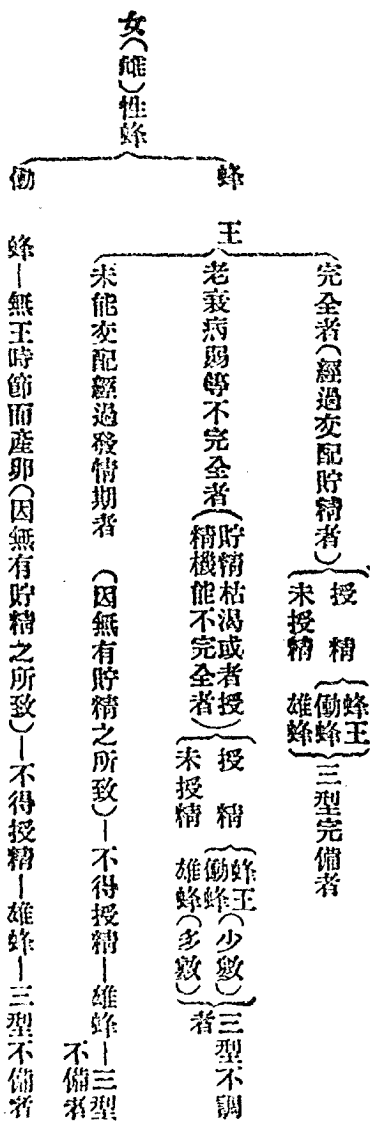 女（雌）性蜂
蜂王
完全者（經過交配貯精者）
授精
蜂王
働蜂
未授精
雄蜂
三型完備者
老衰病弱等不完全者（貯精枯渴或者授精機能不完全者）
授精
蜂王
働蜂（少數）
未授精
雄蜂（多數）
三型不調者
未能交配經過發情期者（因無有貯精之所致）—不得授精—雄蜂—三型不備者
働蜂—無王時節而產卵（因無有貯精之所致）—不得授精—雄蜂—三型不備者